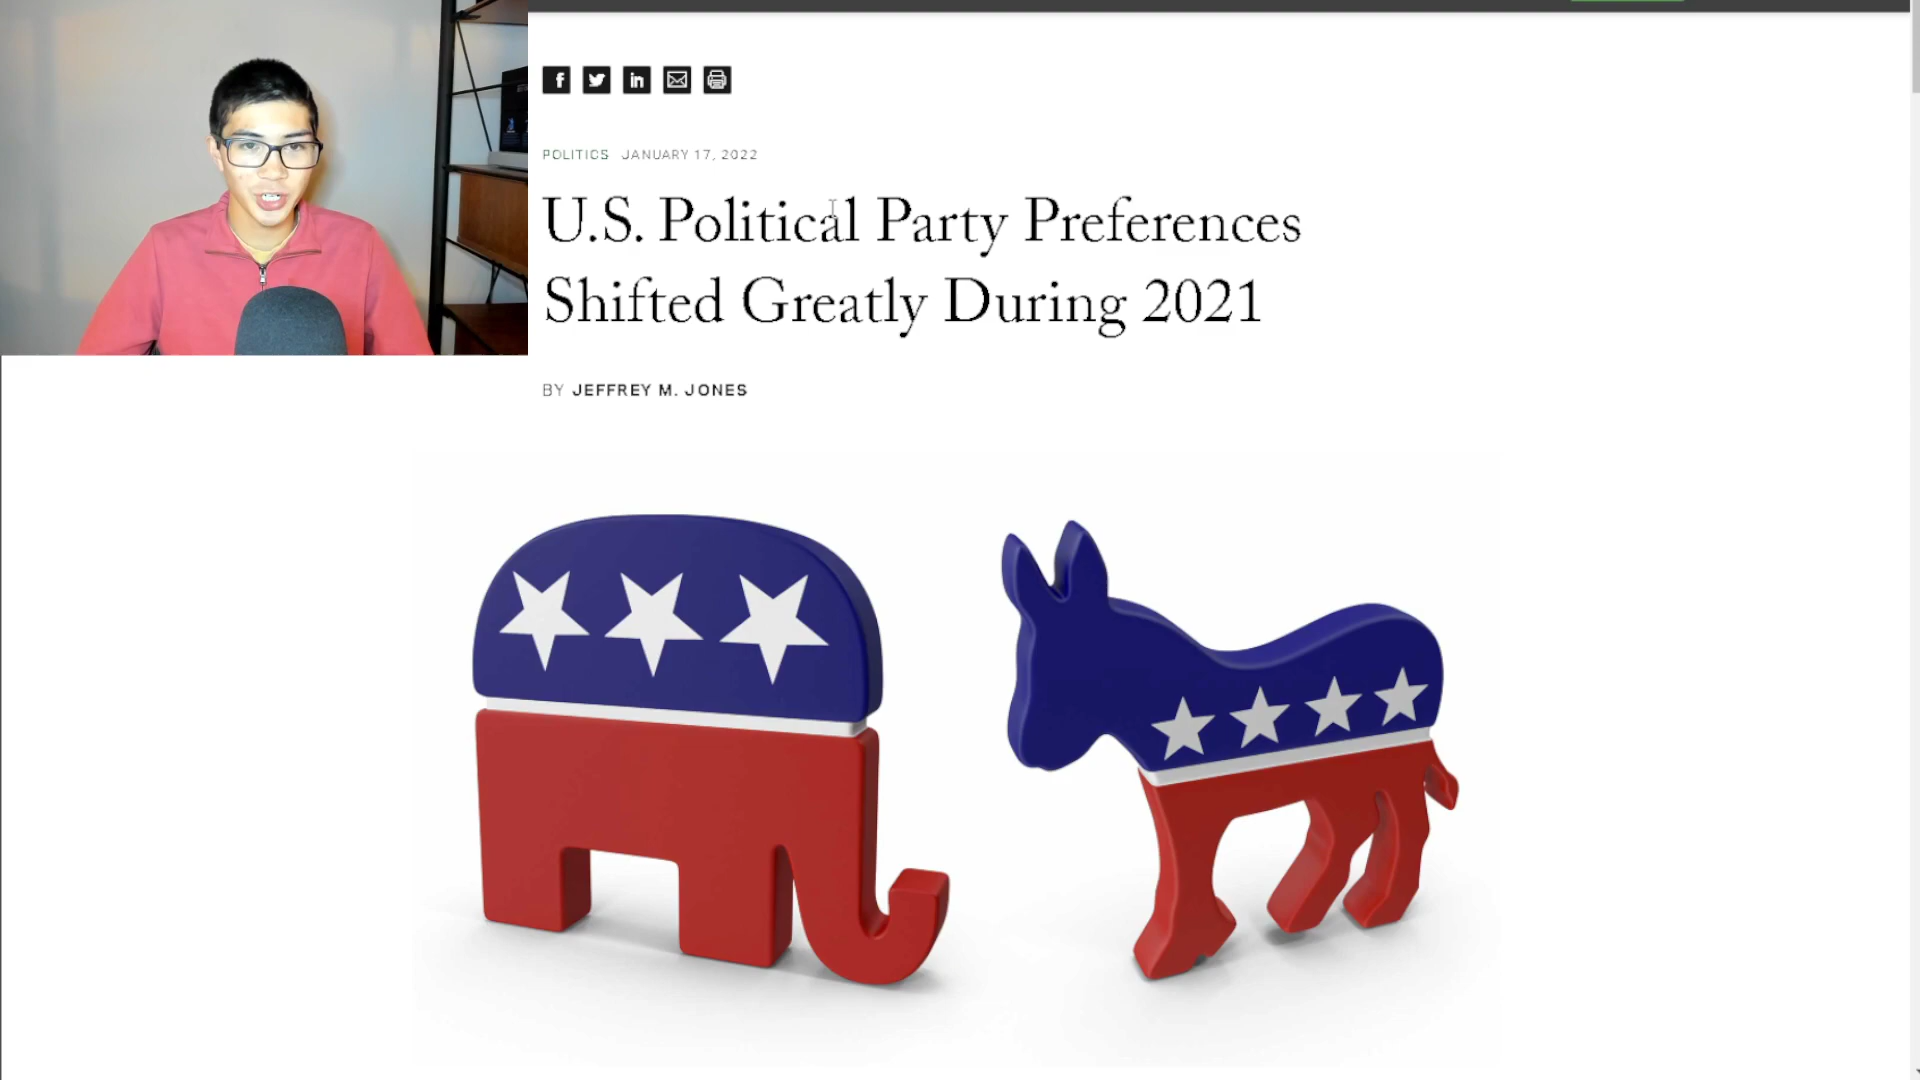 POLITICS JANUARY 17, 2022
U.S. Political Party Preferences
Shifted Greatly During 2021
BY JEFFREY M. JONES